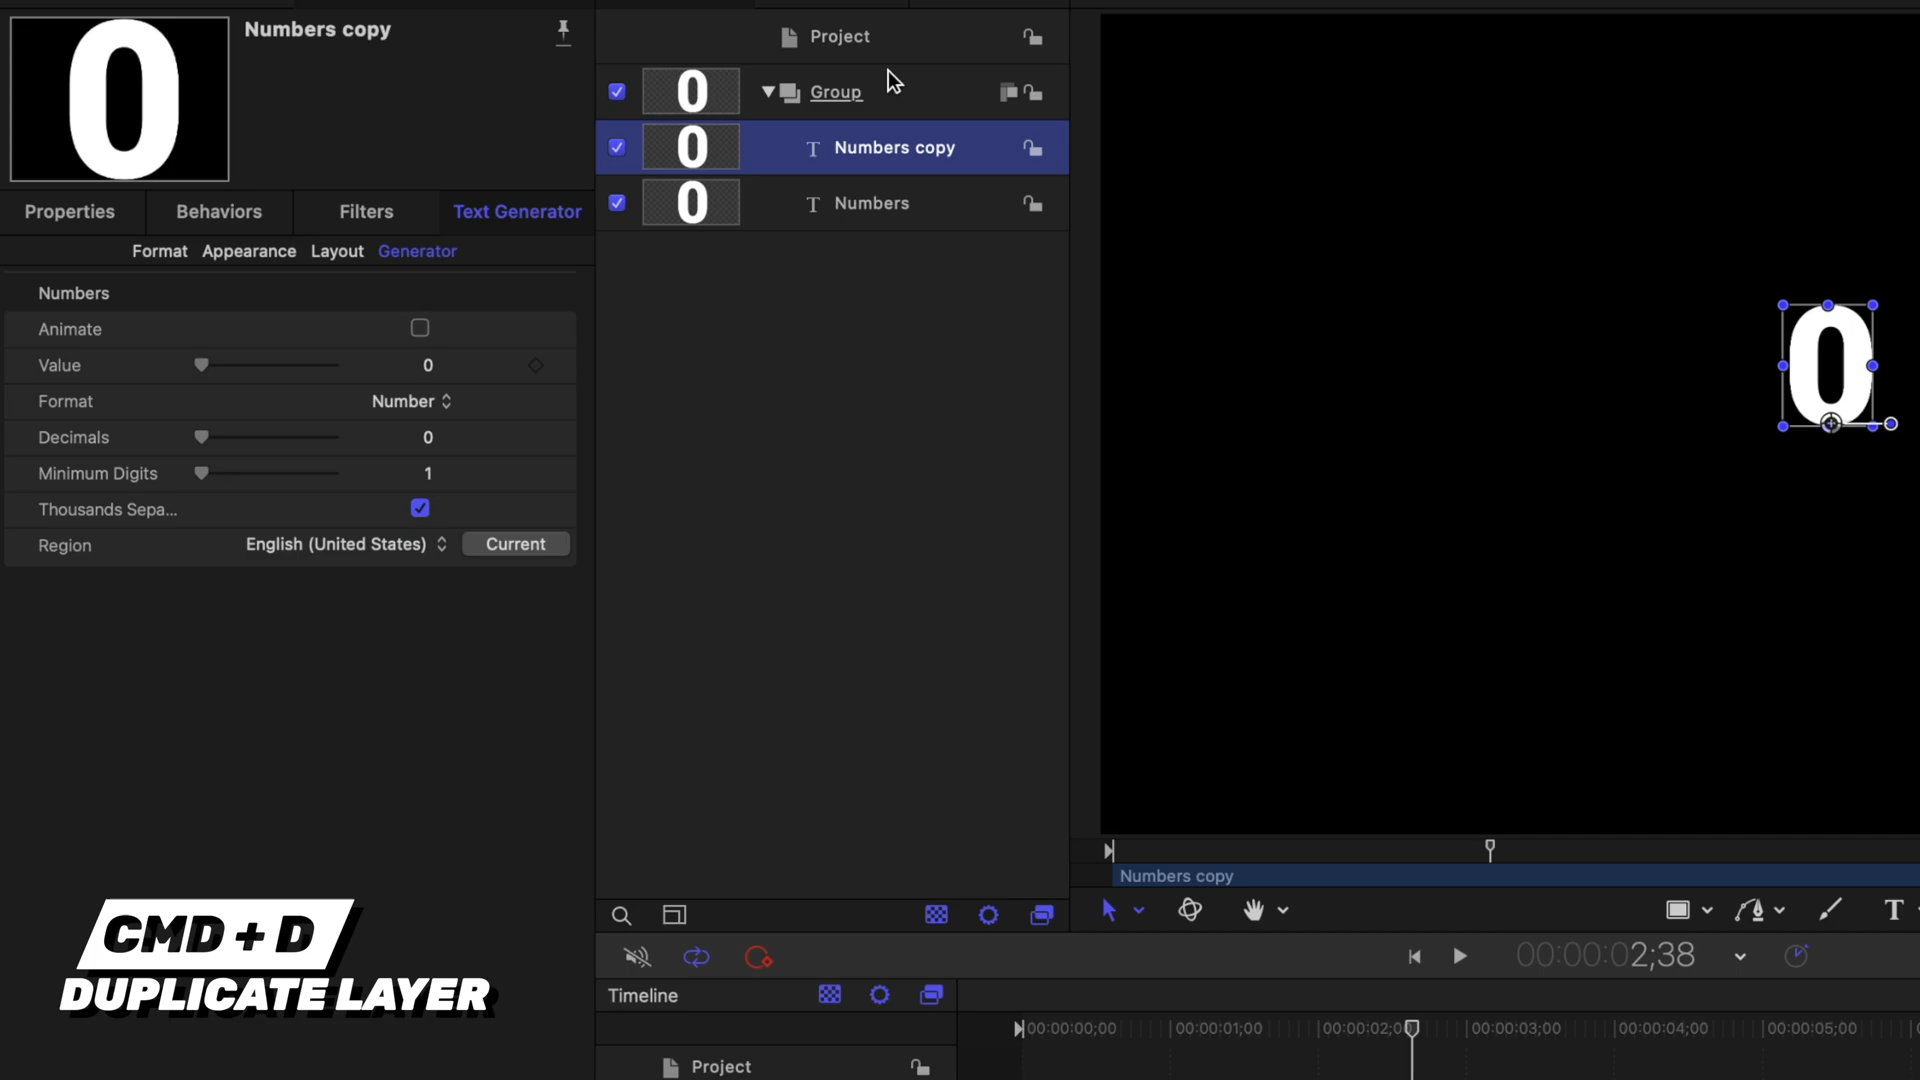 0
Numbers copy
Properties
Behaviors
Filters
Text Generator
Format
Appearance
Layout
Generator
Numbers
Animate
Value
0
Format
Number
Decimals
0
Minimum Digits
1
Thousands Sepa...
Region
English (United States)
Current
CMD + D
DUPLICATE LAYER
Project
0
Group
0
T
Numbers copy
0
T
Numbers
0
Numbers copy
T
00:00:02;38
Timeline
00:00:00;00
00:00:01;00
00:00:02;0
00:00:03;00
00:00:04;00
00:00:05;00
Project